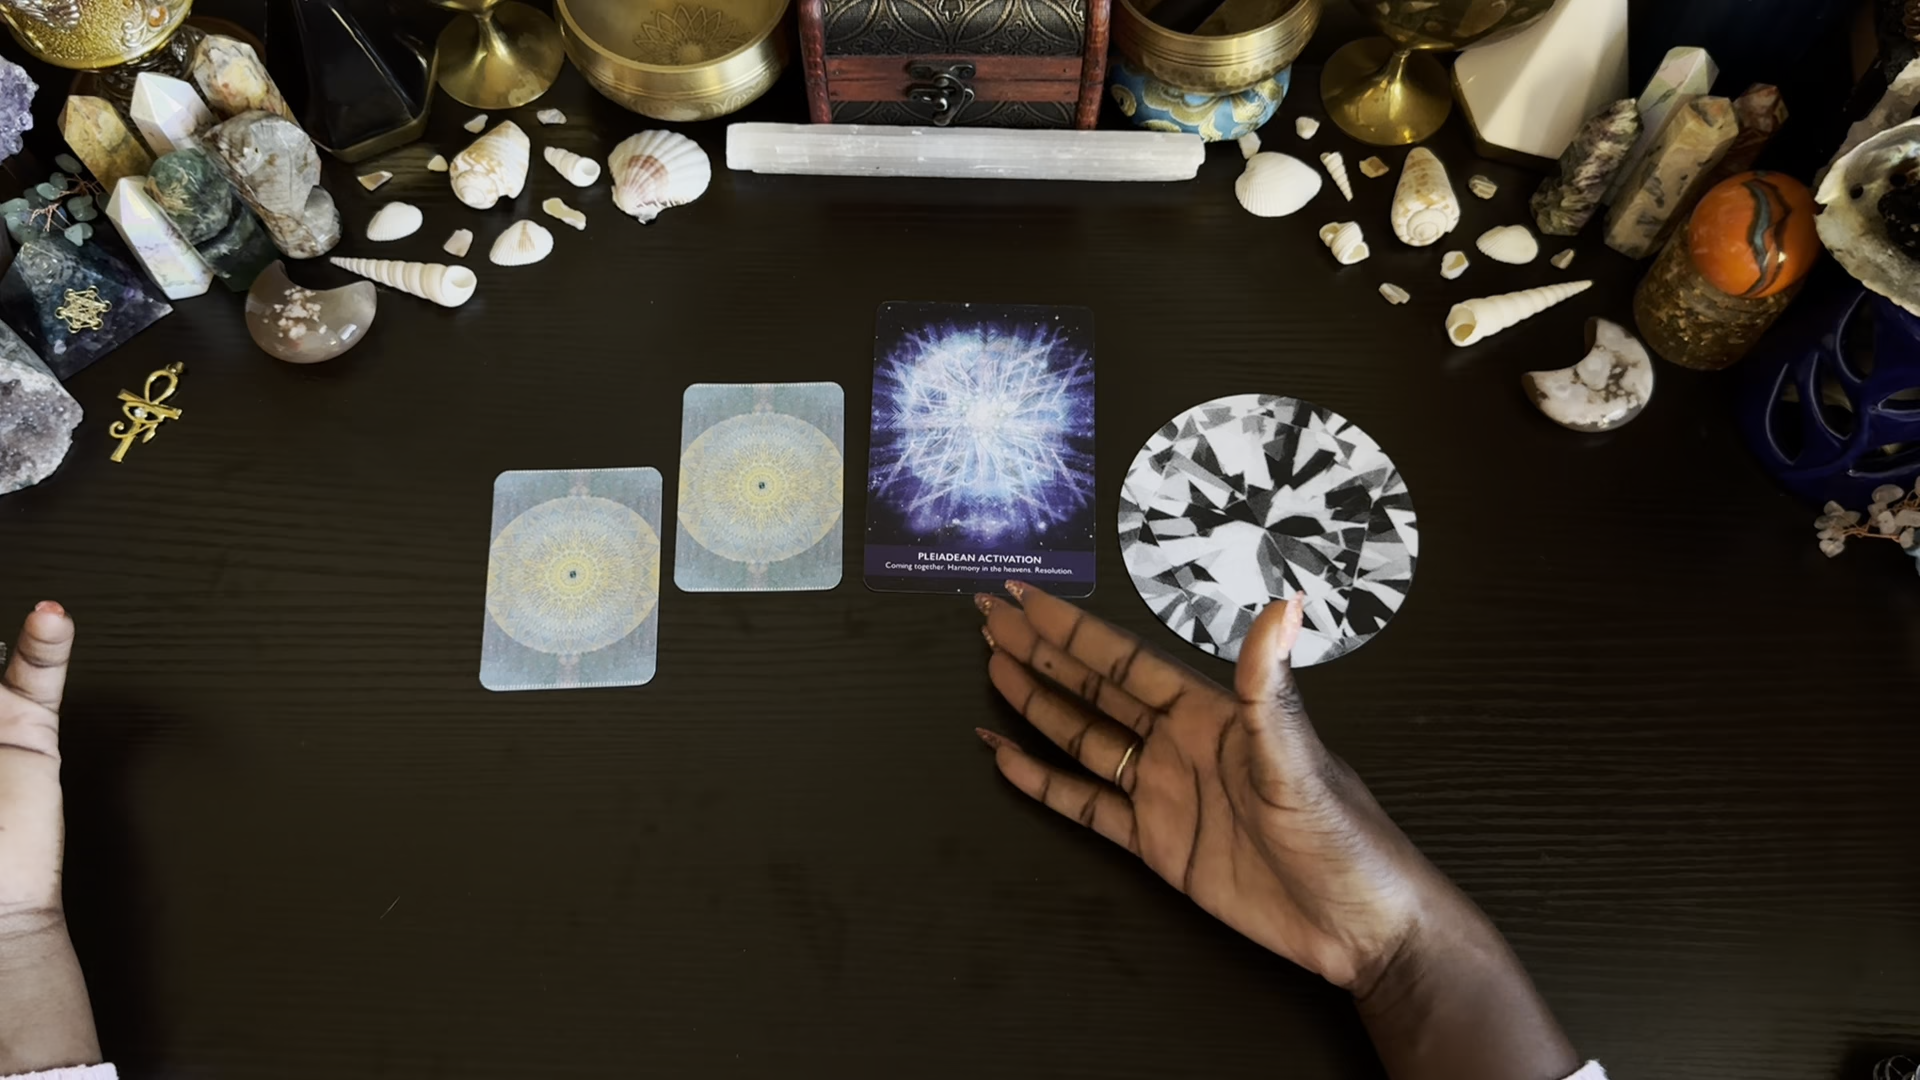 PLEIADEAN ACTIVATION
Coming together. Harmony in the heavens. Resolution.